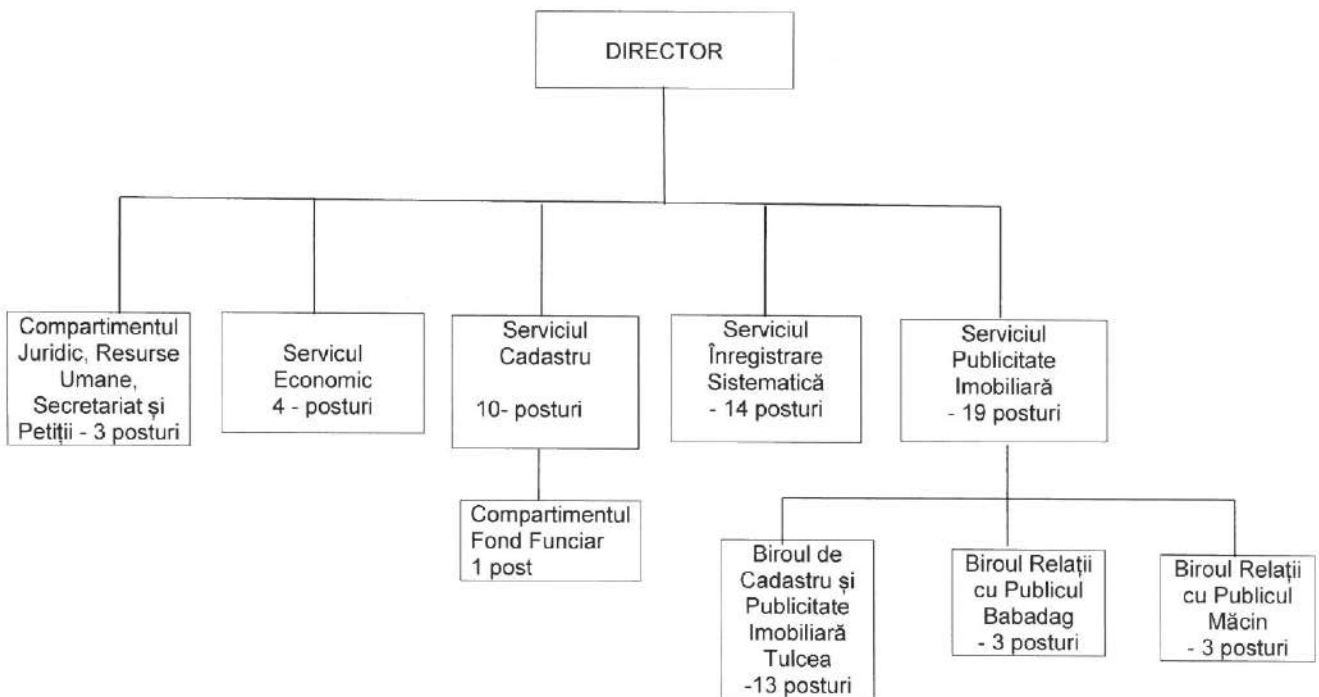 DIRECTOR
Compartimentul
Juridic, Resurse
Umane,
Secretariat și
Petiții - 3 posturi
Servicul
Economic
4 - posturi
Serviciul
Cadastru
10- posturi
Serviciul
Înregistrare
Sistematică
- 14 posturi
Serviciul
Publicitate
Imobiliară
- 19 posturi
Compartimentul
Fond Funciar
1 post
Biroul de
Cadastru și
Publicitate
Imobiliară
Tulcea
-13 posturi
Biroul Relații
cu Publicul
Babadag
- 3 posturi
Biroul Relații
cu Publicul
Măcin
- 3 posturi